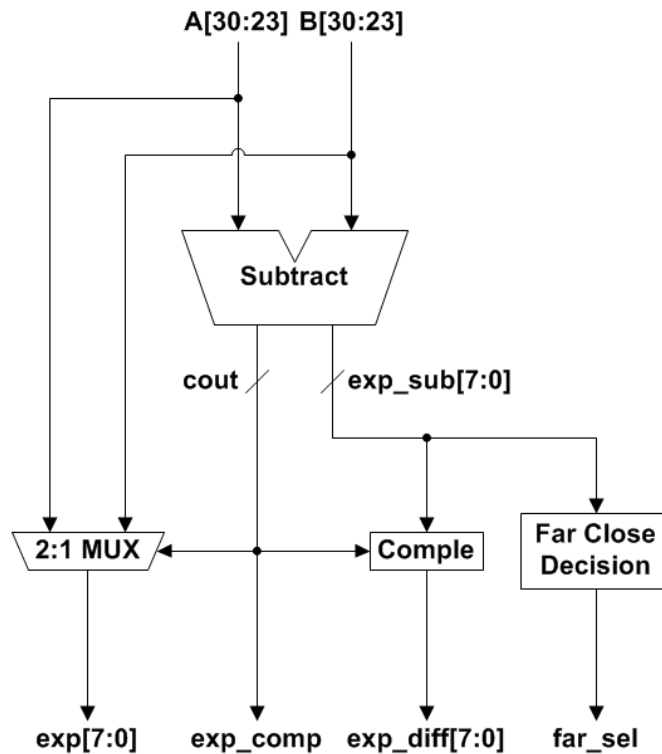 A[30:23] B[30:23]
Subtract
cout
exp_sub[7:0]
2:1 MUX
Comple
Far Close
Decision
exp[7:0]
exp_comp
exp_diff[7:0]
far_sel